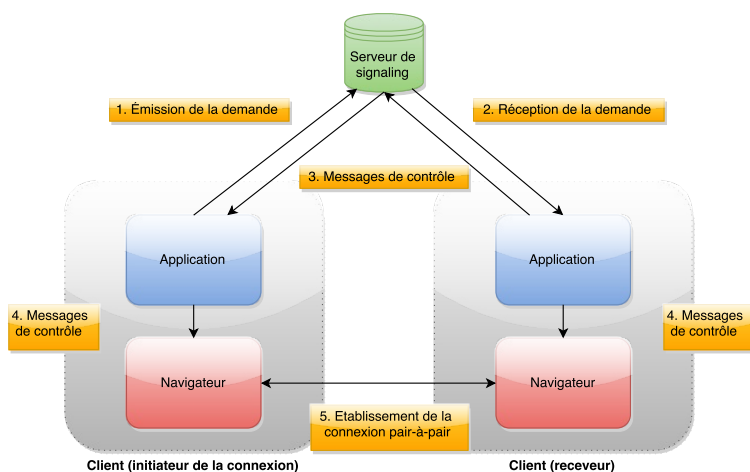 Serveur de
signaling
1. Émission de la demande
2. Réception de la demande
3. Messages de contrôle
Application
Application
4. Messages
de contrôle
4. Messages
de contrôle
Navigateur
Navigateur
5. Etablissement de la
connexion pair-à-pair
Client (initiateur de la connexion)
Client (receveur)